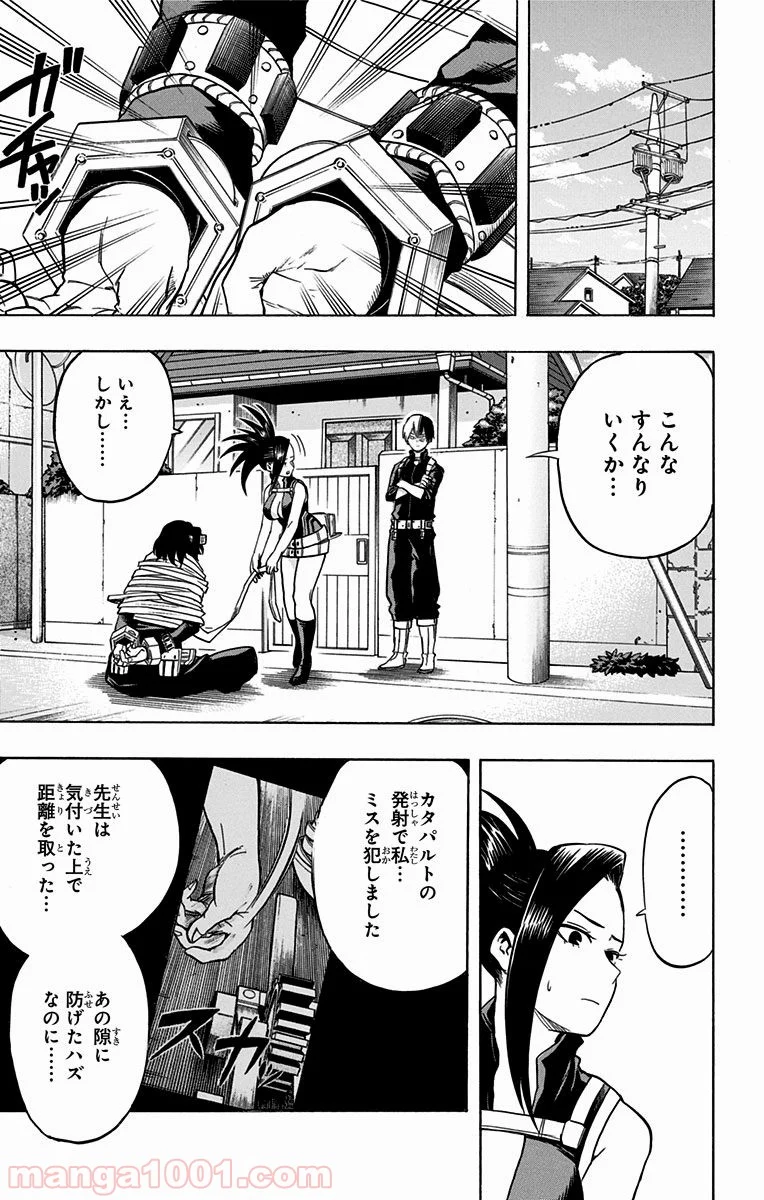 ガチャッ
こんな
すんなり
いくか…
いえ…
しかし……
………
カタパルトの
発射で私…
ミスを犯しました
先生は
気付いた上で
距離を取った…
あの隙に
防げたハズ
なのに……
スカ
manga1001.com